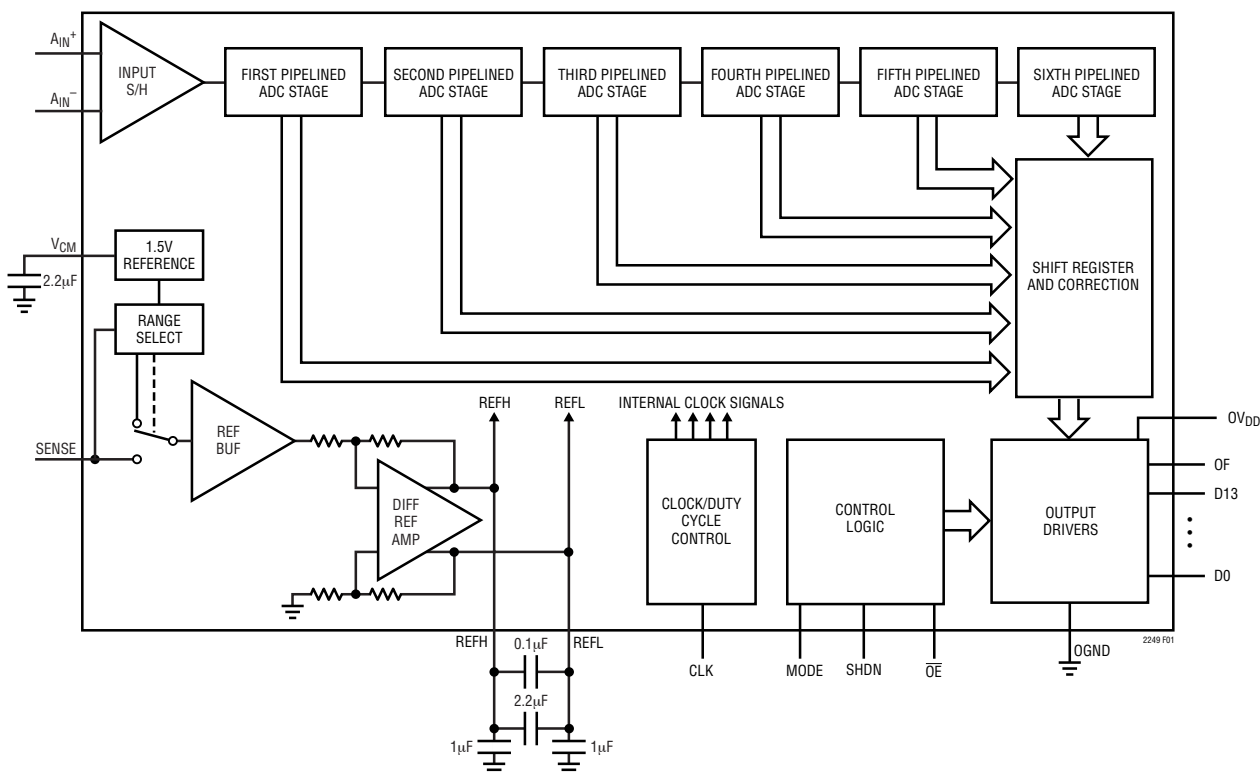 AIN+
AIN−
INPUT
S/H
FIRST PIPELINED
ADC STAGE
SECOND PIPELINED
ADC STAGE
THIRD PIPELINED
ADC STAGE
FOURTH PIPELINED
ADC STAGE
FIFTH PIPELINED
ADC STAGE
SIXTH PIPELINED
ADC STAGE
SHIFT REGISTER
AND CORRECTION
VCM
2.2µF
1.5V
REFERENCE
RANGE
SELECT
SENSE
REF
BUF
REFH
REFL
DIFF
REF
AMP
INTERNAL CLOCK SIGNALS
CLOCK/DUTY
CYCLE
CONTROL
CONTROL
LOGIC
OUTPUT
DRIVERS
OVDD
OF
D13
D0
REFH
0.1µF
REFL
2.2µF
1µF
1µF
CLK
MODE
SHDN
O̅E̅
OGND
2249 F01